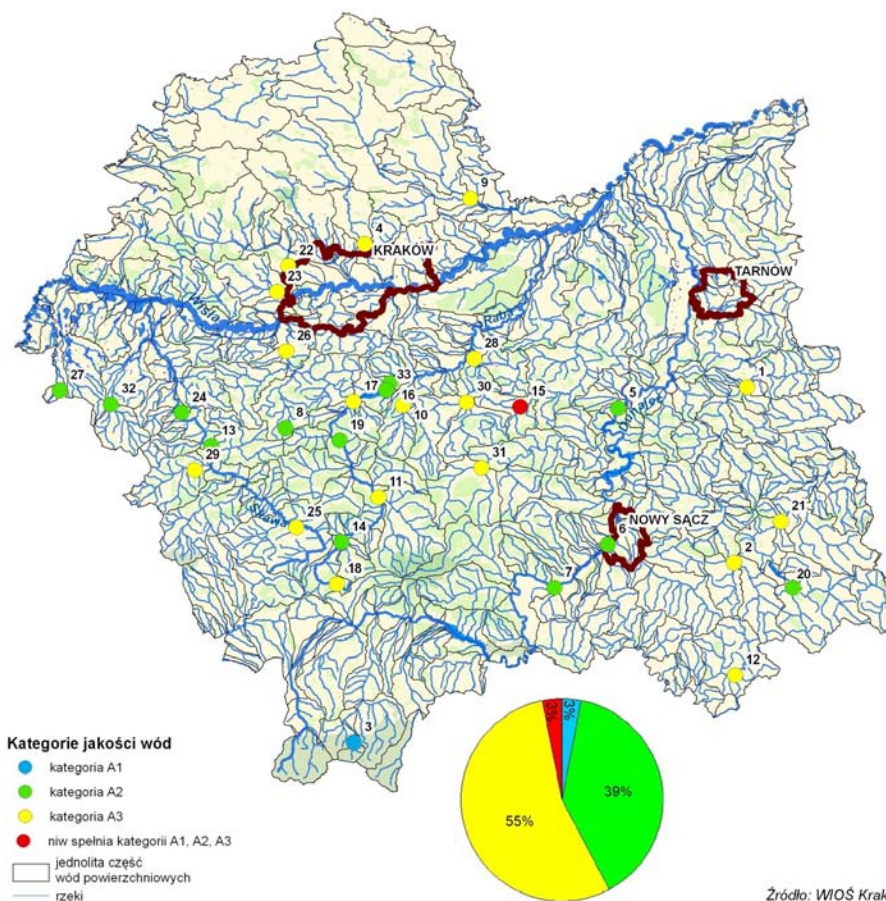 9
4
KRAKÓW
22
23
TARNÓW
Wisła
Raba
26
28
27
33
1
32
17
16
30
15
5
24
8
10
Dunajec
13
19
29
31
11
25
21
Skawa
14
NOWY SĄCZ
6
2
18
7
20
12
3
Kategorie jakości wód
kategoria A1
kategoria A2
kategoria A3
niw spełnia kategorii A1, A2, A3
jednolita część
wód powierzchniowych
rzeki
3%
3%
39%
55%
Źródło: WIOŚ Krak